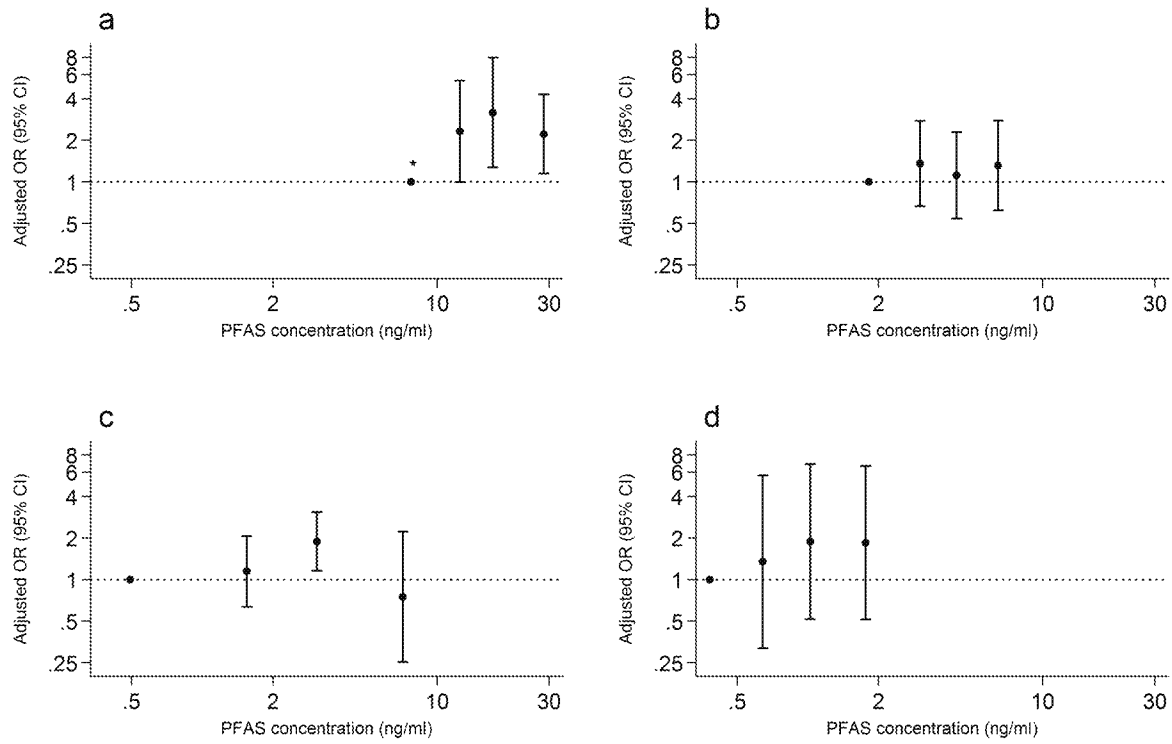 a
Adjusted OR (95% CI)
8
6
4
2
1
.5
.25
*
.5 2 10 30
PFAS concentration (ng/ml)
b
Adjusted OR (95% CI)
8
6
4
2
1
.5
.25
.5 2 10 30
PFAS concentration (ng/ml)
c
Adjusted OR (95% CI)
8
6
4
2
1
.5
.25
.5 2 10 30
PFAS concentration (ng/ml)
d
Adjusted OR (95% CI)
8
6
4
2
1
.5
.25
.5 2 10 30
PFAS concentration (ng/ml)